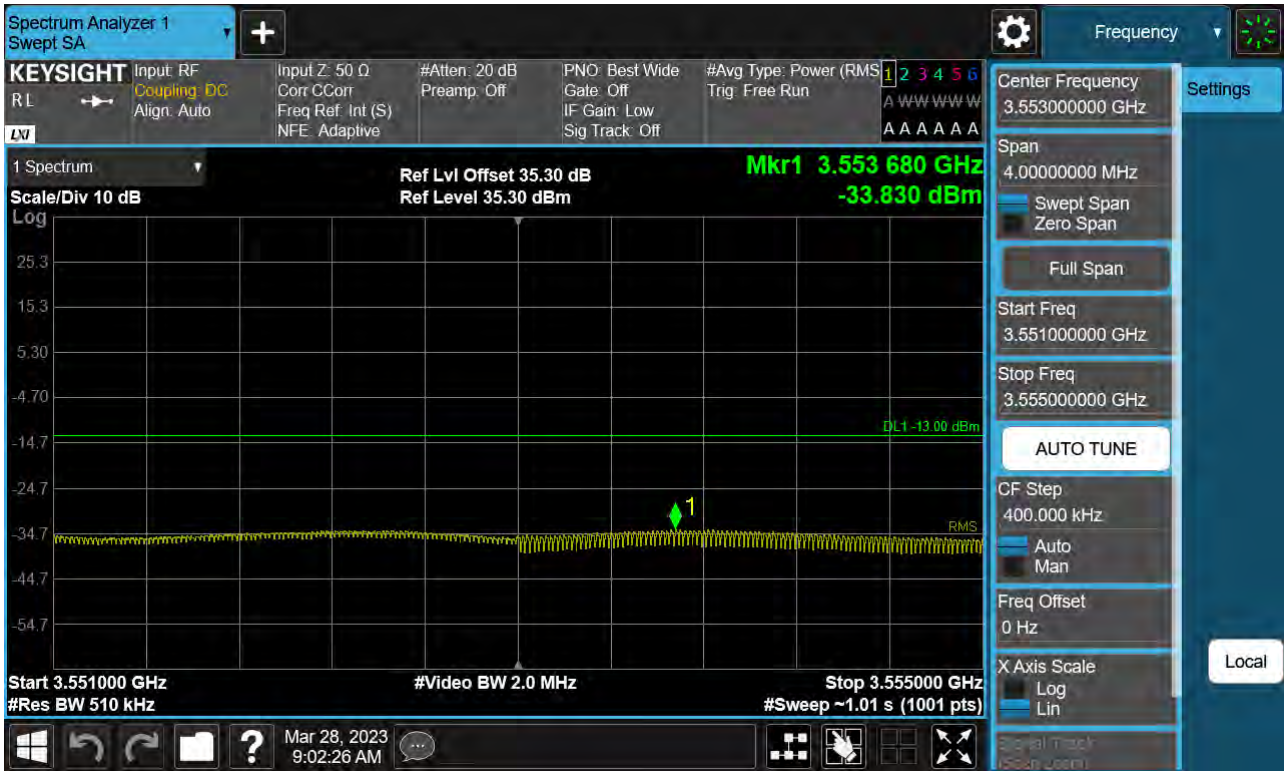 Spectrum Analyzer 1
Swept SA
Frequency
KEYSIGHT
RL
LXI
Input: RF
Coupling: DC
Align: Auto
Input Z: 50 Ω
Corr CCorr
Freq Ref: Int (S)
NFE: Adaptive
#Atten: 20 dB
Preamp: Off
PNO: Best Wide
Gate: Off
IF Gain: Low
Sig Track: Off
#Avg Type: Power (RMS
Trig: Free Run
1 2 3 4 5 6
A W W W W W
A A A A A A
1 Spectrum
Scale/Div 10 dB
Log
Ref Lvl Offset 35.30 dB
Ref Level 35.30 dBm
Mkr1 3.553 680 GHz
-33.830 dBm
25.3
15.3
5.30
-4.70
DL1 -13.00 dBm
-14.7
-24.7
1
RMS
-34.7
-44.7
-54.7
Start 3.551000 GHz
#Video BW 2.0 MHz
Stop 3.555000 GHz
#Res BW 510 kHz
#Sweep ~1.01 s (1001 pts)
Mar 28, 2023
9:02:26 AM
Center Frequency
3.553000000 GHz
Span
4.00000000 MHz
Swept Span
Zero Span
Full Span
Start Freq
3.551000000 GHz
Stop Freq
3.555000000 GHz
AUTO TUNE
CF Step
400.000 kHz
Auto
Man
Freq Offset
0 Hz
X Axis Scale
Log
Lin
Signal Track
(Span Zoom)
Settings
Local